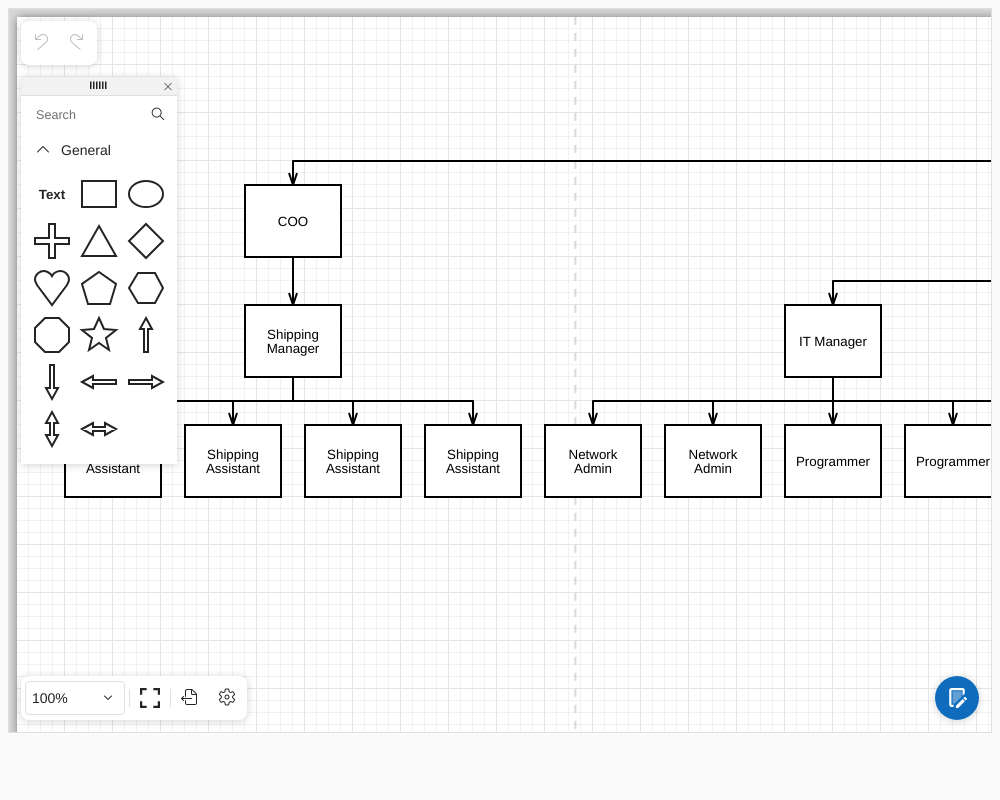 Search
General
Text
COO
Shipping
Manager
IT Manager
Assistant
Shipping
Assistant
Shipping
Assistant
Shipping
Assistant
Network
Admin
Network
Admin
Programmer
Programmer
100%